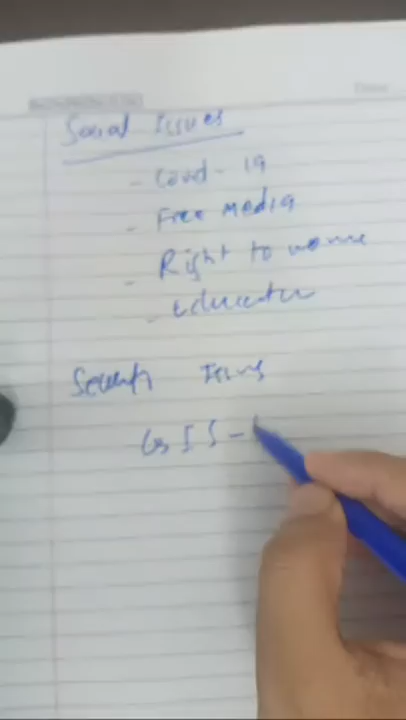 Social Issues
- Covid - 19
- Free media
- Right to women
- Education
Security Issues